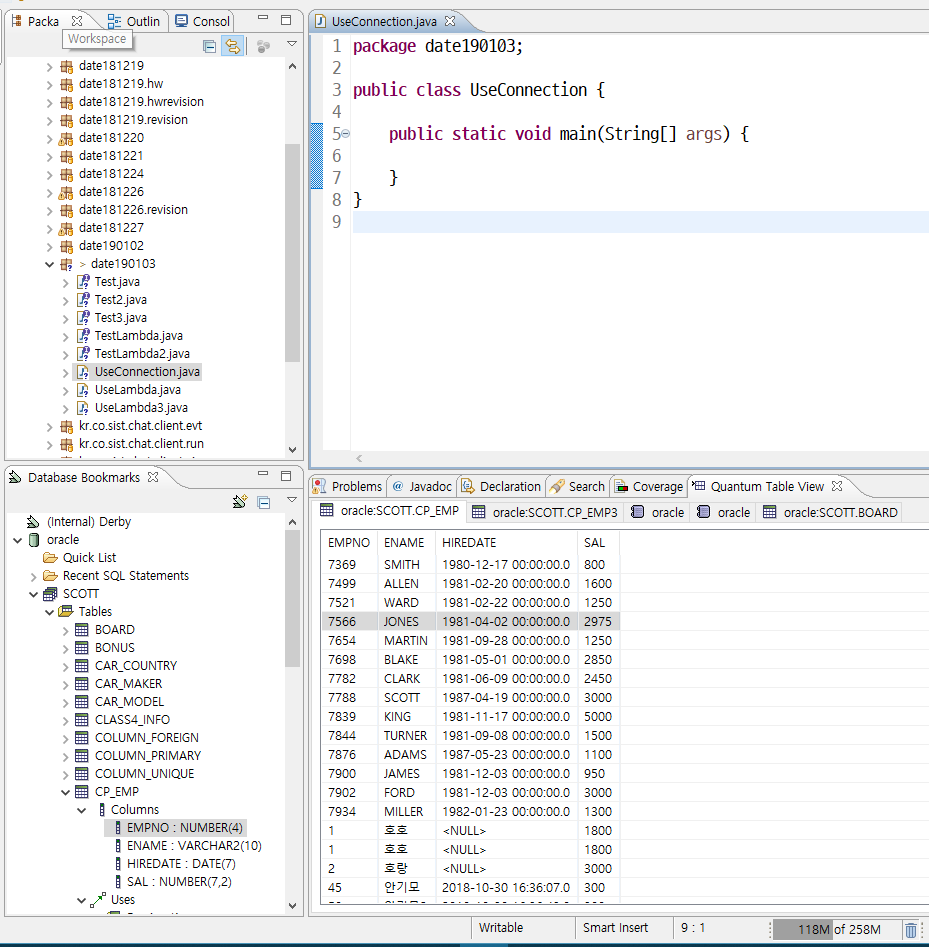 Packa
Outlin
Consol
Workspace
date181219
date181219.hw
date181219.hwrevision
date181219.revision
date181220
date181221
date181224
date181226
date181226.revision
date181227
date190102
> date190103
Test.java
Test2.java
Test3.java
TestLambda.java
TestLambda2.java
UseConnection.java
UseLambda.java
UseLambda3.java
kr.co.sist.chat.client.evt
kr.co.sist.chat.client.run
UseConnection.java
1 package date190103;
2
3 public class UseConnection {
4
5     public static void main(String[] args) {
6
7     }
8 }
9
Database Bookmarks
(Internal) Derby
oracle
Quick List
Recent SQL Statements
SCOTT
Tables
BOARD
BONUS
CAR_COUNTRY
CAR_MAKER
CAR_MODEL
CLASS4_INFO
COLUMN_FOREIGN
COLUMN_PRIMARY
COLUMN_UNIQUE
CP_EMP
Columns
EMPNO : NUMBER(4)
ENAME : VARCHAR2(10)
HIREDATE : DATE(7)
SAL : NUMBER(7,2)
Uses
Problems @ Javadoc Declaration Search Coverage Quantum Table View
oracle:SCOTT.CP_EMP oracle:SCOTT.CP_EMP3 oracle oracle oracle:SCOTT.BOARD
EMPNO ENAME HIREDATE SAL
7369 SMITH 1980-12-17 00:00:00.0 800
7499 ALLEN 1981-02-20 00:00:00.0 1600
7521 WARD 1981-02-22 00:00:00.0 1250
7566 JONES 1981-04-02 00:00:00.0 2975
7654 MARTIN 1981-09-28 00:00:00.0 1250
7698 BLAKE 1981-05-01 00:00:00.0 2850
7782 CLARK 1981-06-09 00:00:00.0 2450
7788 SCOTT 1987-04-19 00:00:00.0 3000
7839 KING 1981-11-17 00:00:00.0 5000
7844 TURNER 1981-09-08 00:00:00.0 1500
7876 ADAMS 1987-05-23 00:00:00.0 1100
7900 JAMES 1981-12-03 00:00:00.0 950
7902 FORD 1981-12-03 00:00:00.0 3000
7934 MILLER 1982-01-23 00:00:00.0 1300
1 호호 <NULL> 1800
1 호호 <NULL> 1800
2 호랑 <NULL> 3000
45 안기모 2018-10-30 16:36:07.0 300
Writable Smart Insert 9 : 1 118M of 258M